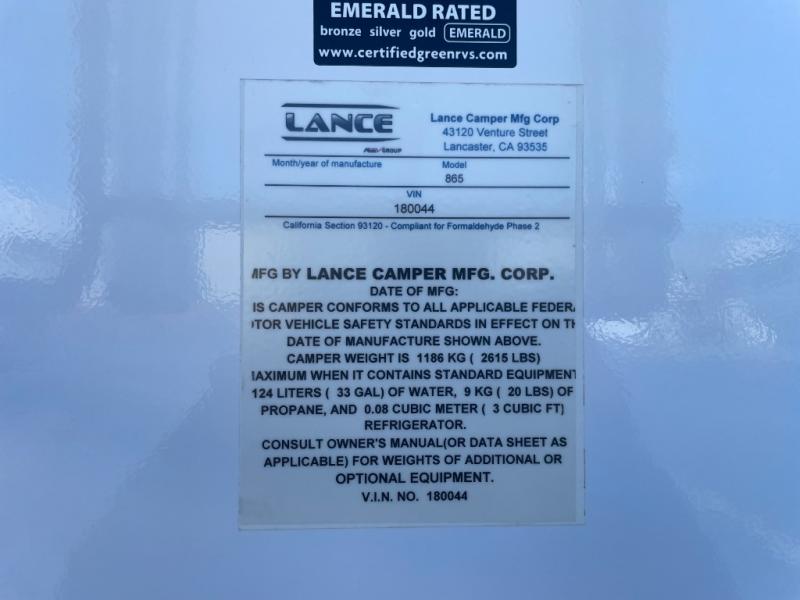 EMERALD RATED
bronze silver gold EMERALD
www.certifiedgreenrvs.com
LANCE
GROUP
Lance Camper Mfg Corp
43120 Venture Street
Lancaster, CA 93535
Month/year of manufacture
Model
865
VIN
180044
California Section 93120 - Compliant for Formaldehyde Phase 2
MFG BY LANCE CAMPER MFG. CORP.
DATE OF MFG:
IS CAMPER CONFORMS TO ALL APPLICABLE FEDERA
TOR VEHICLE SAFETY STANDARDS IN EFFECT ON TH
DATE OF MANUFACTURE SHOWN ABOVE.
CAMPER WEIGHT IS 1186 KG ( 2615 LBS)
MAXIMUM WHEN IT CONTAINS STANDARD EQUIPMENT
124 LITERS ( 33 GAL) OF WATER, 9 KG ( 20 LBS) OF
PROPANE, AND 0.08 CUBIC METER ( 3 CUBIC FT)
REFRIGERATOR.
CONSULT OWNER'S MANUAL(OR DATA SHEET AS
APPLICABLE) FOR WEIGHTS OF ADDITIONAL OR
OPTIONAL EQUIPMENT.
V.I.N. NO. 180044